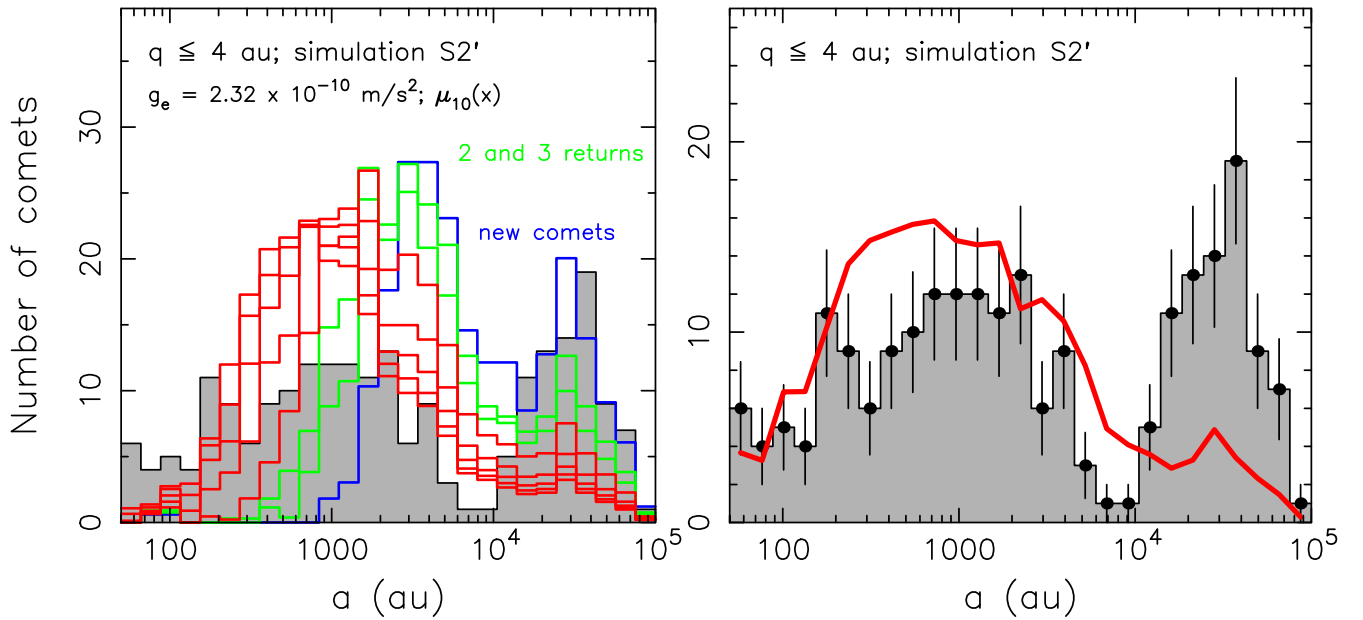 q ≦ 4 au; simulation S2'
g_e = 2.32 x 10^{-10} m/s^2; μ_{10}(x)
2 and 3 returns
new comets
Number of comets
0
10
20
30
100
1000
10^4
10^5
a (au)
q ≦ 4 au; simulation S2'
0
10
20
100
1000
10^4
10^5
a (au)